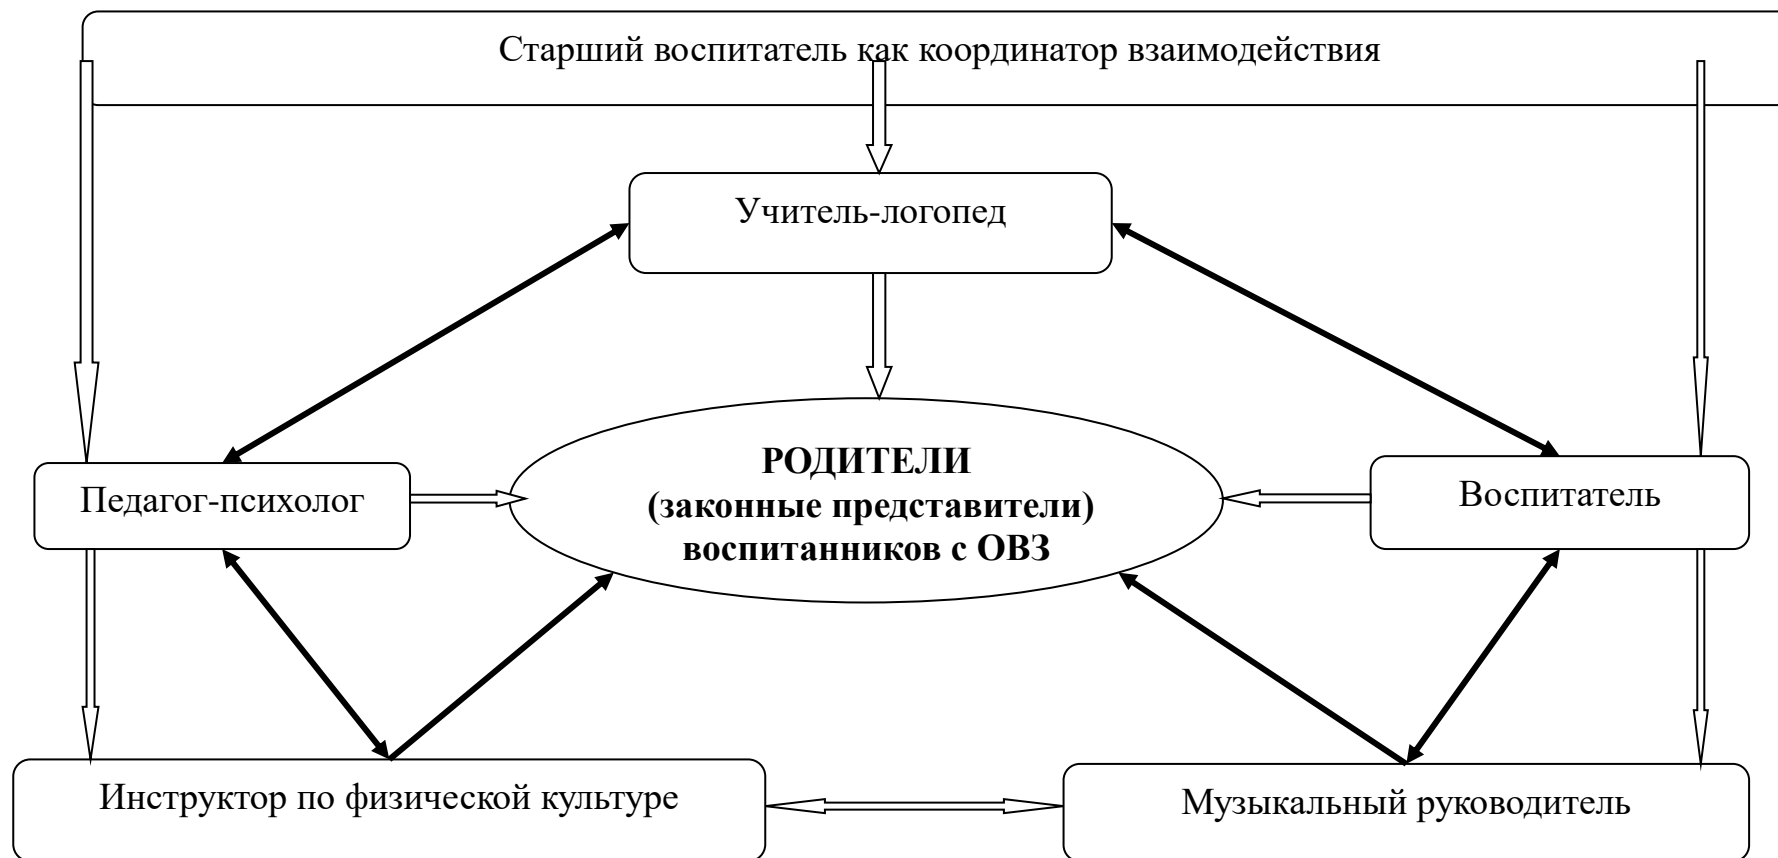 Старший воспитатель как координатор взаимодействия
Учитель-логопед
Педагог-психолог
РОДИТЕЛИ
(законные представители)
воспитанников с ОВЗ
Воспитатель
Инструктор по физической культуре
Музыкальный руководитель